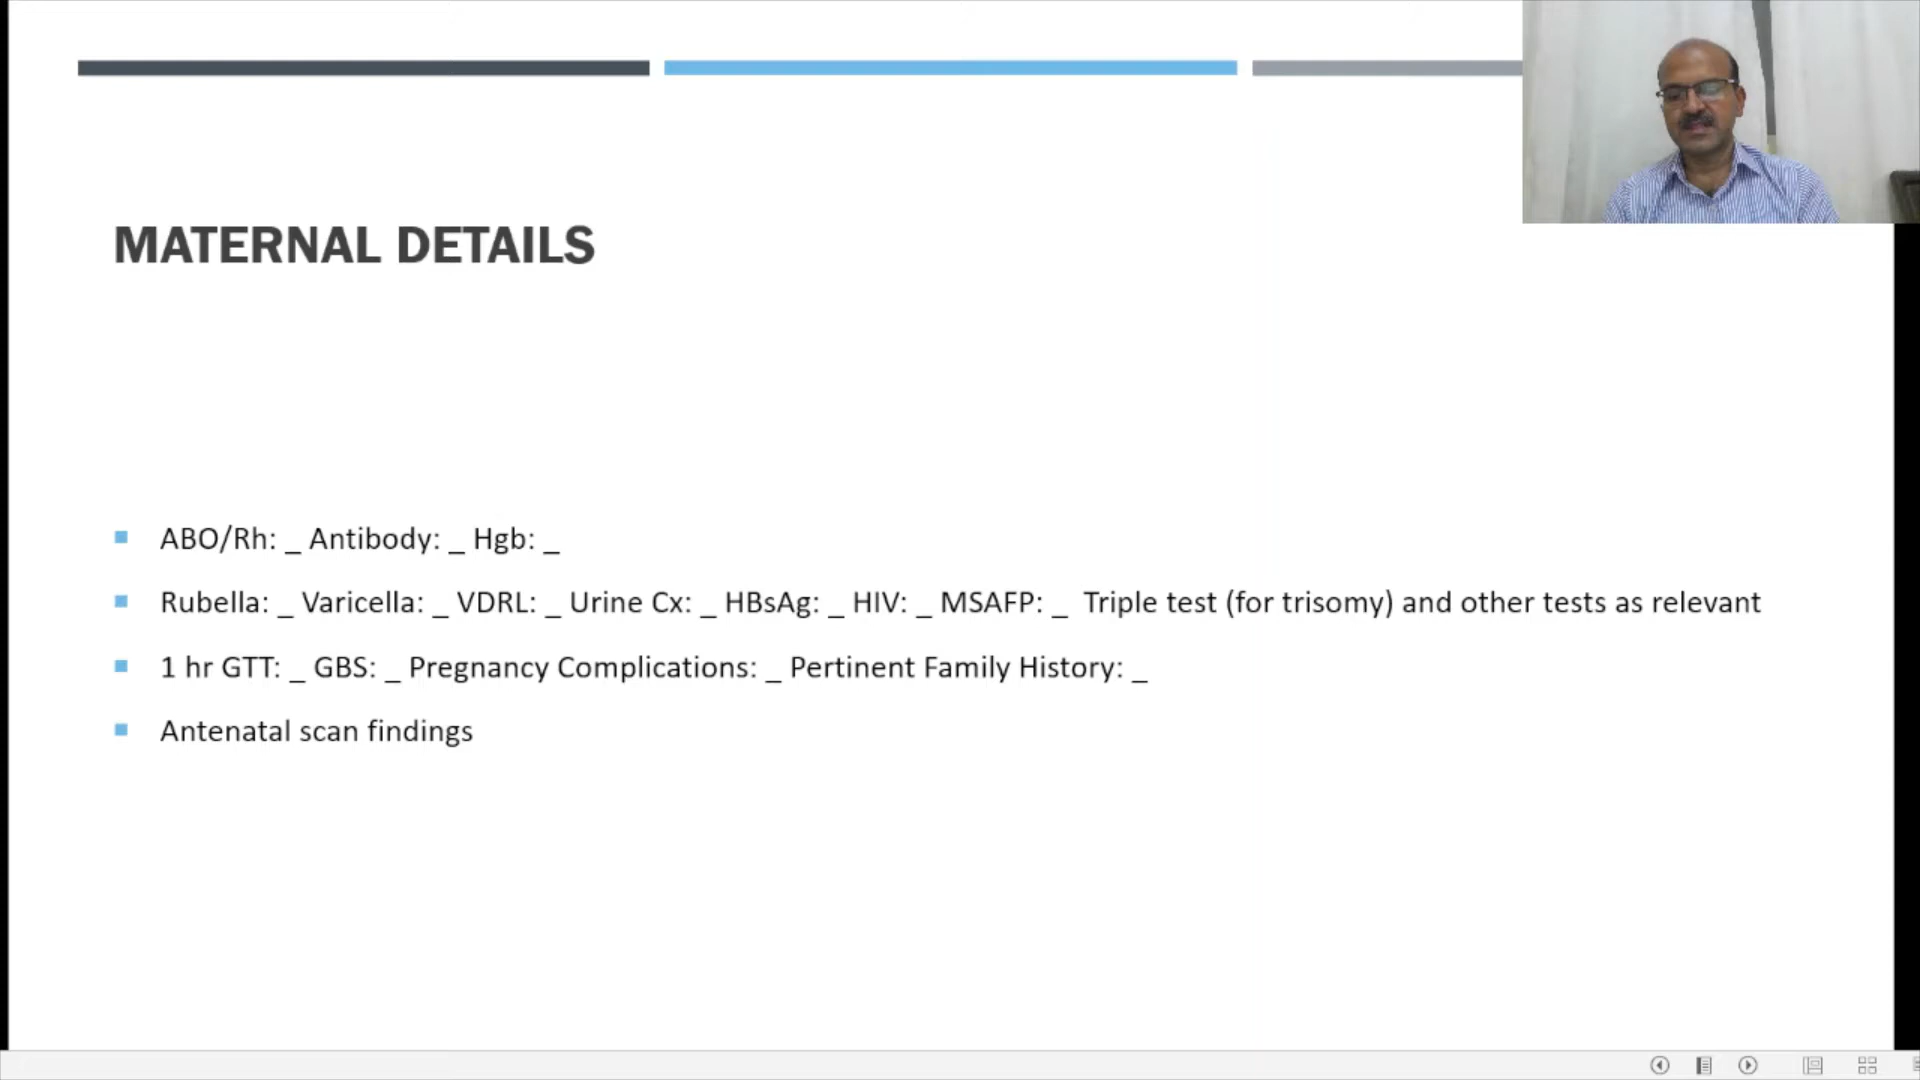 MATERNAL DETAILS
ABO/Rh: _ Antibody: _ Hgb: _
Rubella: _ Varicella: _ VDRL: _ Urine Cx: _ HBsAg: _ HIV: _ MSAFP: _ Triple test (for trisomy) and other tests as relevant
1 hr GTT: _ GBS: _ Pregnancy Complications: _ Pertinent Family History: _
Antenatal scan findings